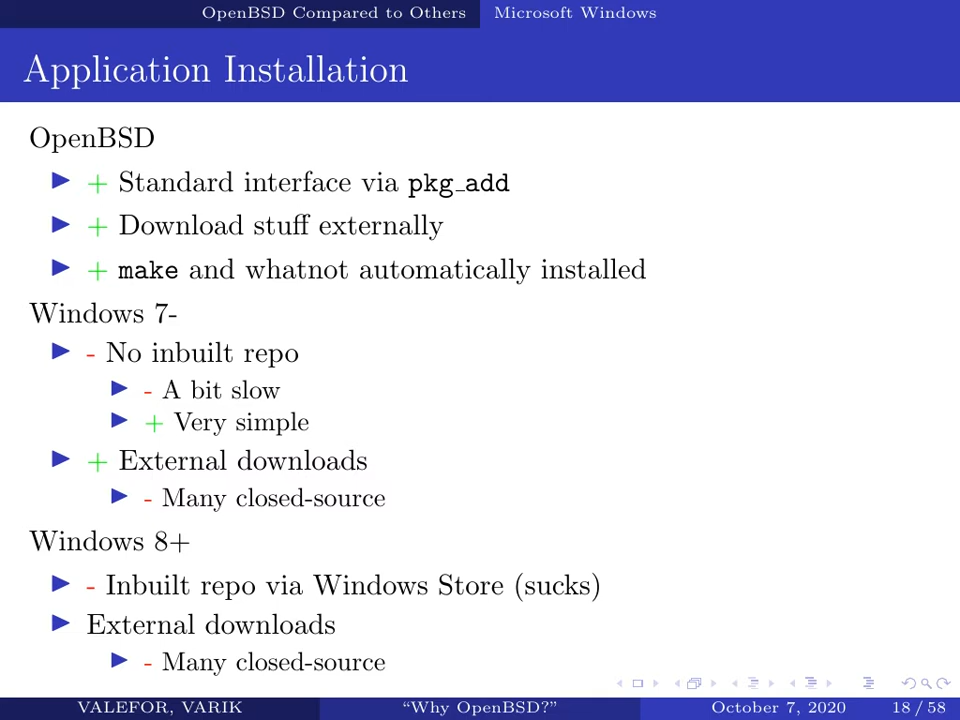 OpenBSD Compared to Others Microsoft Windows
Application Installation
OpenBSD
+ Standard interface via pkg_add
+ Download stuff externally
+ make and whatnot automatically installed
Windows 7-
- No inbuilt repo
- A bit slow
+ Very simple
+ External downloads
- Many closed-source
Windows 8+
- Inbuilt repo via Windows Store (sucks)
External downloads
- Many closed-source
VALEFOR, VARIK “Why OpenBSD?” October 7, 2020 18 / 58